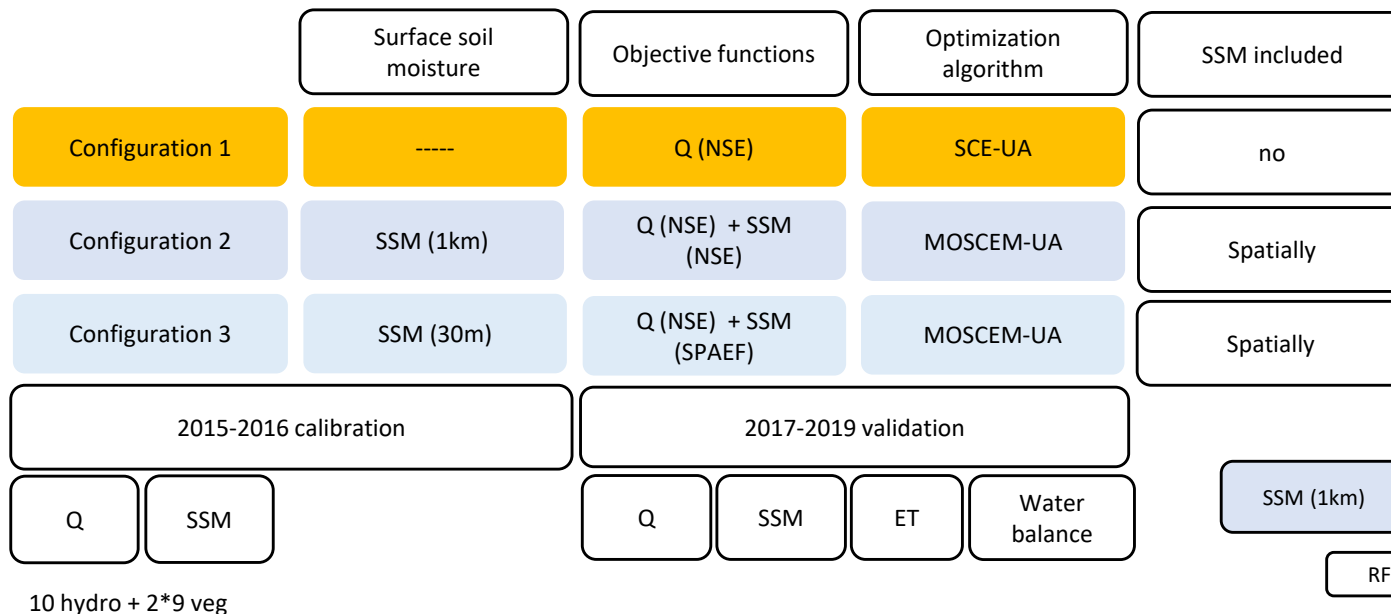 Surface soil
moisture
Objective functions
Optimization
algorithm
SSM included
Configuration 1
-----
Q (NSE)
SCE-UA
no
Configuration 2
SSM (1km)
Q (NSE) + SSM
(NSE)
MOSCEM-UA
Spatially
Configuration 3
SSM (30m)
Q (NSE) + SSM
(SPAEF)
MOSCEM-UA
Spatially
2015-2016 calibration
2017-2019 validation
Q
SSM
Q
SSM
ET
Water
balance
SSM (1km)
RF
10 hydro + 2*9 veg